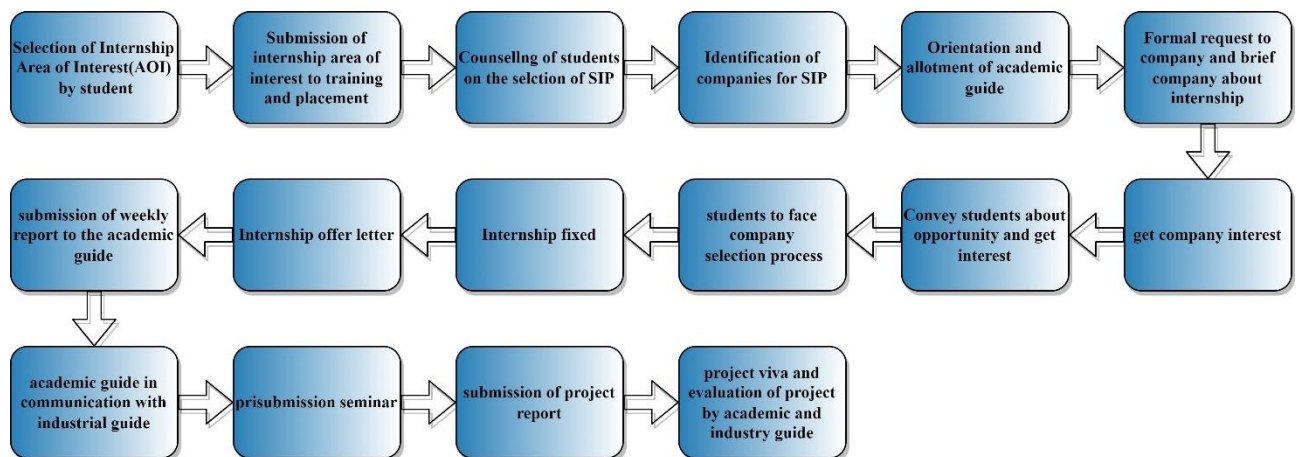 Selection of Internship
Area of Interest(AOI)
by student
Submission of
internship area of
interest to training
and placement
Counsellng of students
on the selction of SIP
Identification of
companies for SIP
Orientation and
allotment of academic
guide
Formal request to
company and brief
company about
internship
get company interest
Convey students about
opportunity and get
interest
students to face
company
selection process
Internship fixed
Internship offer letter
submission of weekly
report to the academic
guide
academic guide in
communication with
industrial guide
prisubmission seminar
submission of project
report
project viva and
evaluation of project
by academic and
industry guide